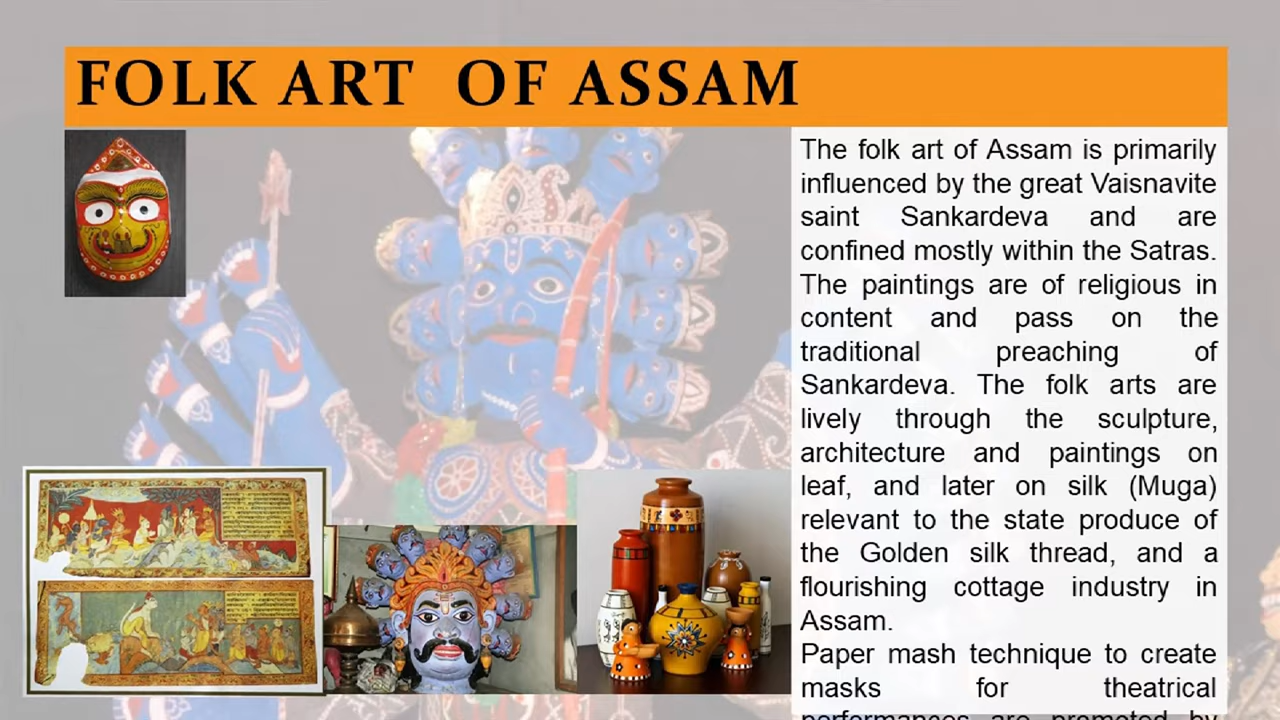 FOLK ART OF ASSAM
The folk art of Assam is primarily
influenced by the great Vaisnavite
saint Sankardeva and are
confined mostly within the Satras.
The paintings are of religious in
content and pass on the
traditional preaching of
Sankardeva. The folk arts are
lively through the sculpture,
architecture and paintings on
leaf, and later on silk (Muga)
relevant to the state produce of
the Golden silk thread, and a
flourishing cottage industry in
Assam.
Paper mash technique to create
masks for theatrical
performances are promoted by